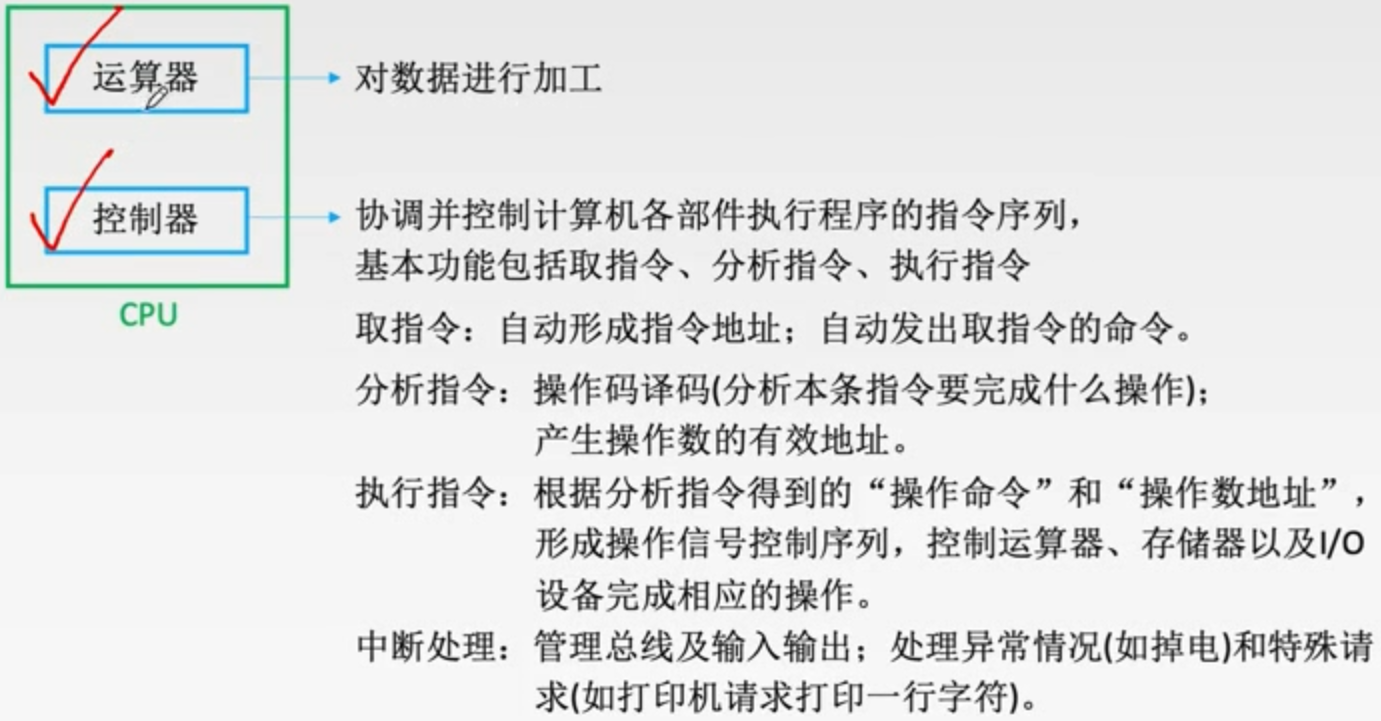 运算器
对数据进行加工
控制器
协调并控制计算机各部件执行程序的指令序列，
基本功能包括取指令、分析指令、执行指令
CPU
取指令：自动形成指令地址；自动发出取指令的命令。
分析指令：操作码译码(分析本条指令要完成什么操作)；
产生操作数的有效地址。
执行指令：根据分析指令得到的“操作命令”和“操作数地址”，
形成操作信号控制序列，控制运算器、存储器以及I/O
设备完成相应的操作。
中断处理：管理总线及输入输出；处理异常情况(如掉电)和特殊请
求(如打印机请求打印一行字符)。